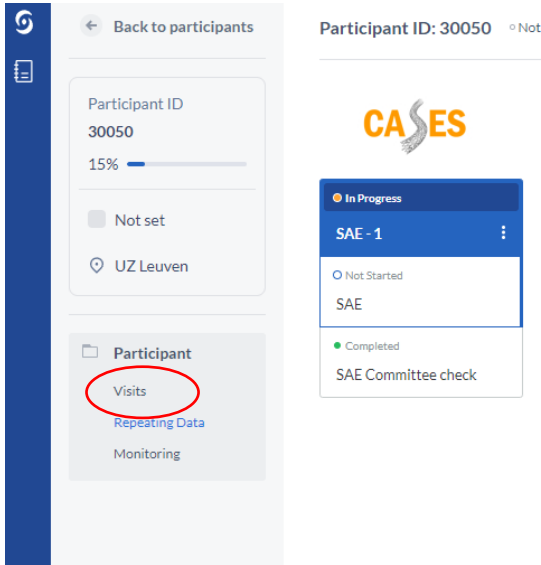 Back to participants
Participant ID
30050
15%
Not set
UZ Leuven
Participant
Visits
Repeating Data
Monitoring
Participant ID: 30050
Not
CASES
In Progress
SAE - 1
Not Started
SAE
Completed
SAE Committee check